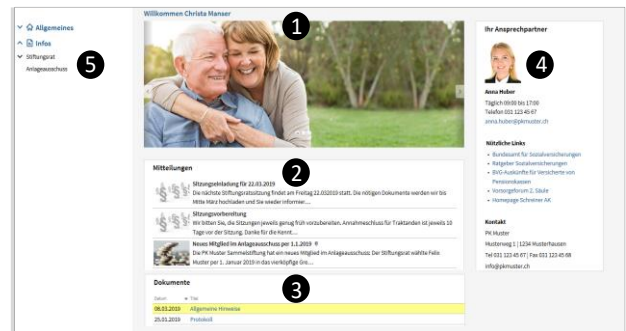 Willkommen Christa Manser
1
Allgemeines
Infos
Stiftungsrat
Anlageausschuss
5
Mitteilungen
2
Sitzungseinladung für 22.03.2019
Die nächste Stiftungsratssitzung findet am Freitag 22.032019 statt. Die nötigen Dokumente werden wir bis
Mitte März hochladen und Sie wieder informier....
Sitzungsvorbereitung
Wir bitten Sie, die Sitzungen jeweils genug früh vorzubereiten. Annahmeschluss für Traktanden ist jeweils 10
Tage vor der Sitzung. Danke für die Kennt....
Neues Mitglied im Anlageausschuss per 1.1.2019
Die PK Muster Sammelstiftung hat ein neues Mitglied im Anlageausschuss: Der Stiftungsrat wählte Felix
Muster per 1. Januar 2019 in das vierköpfige Gre....
3
Dokumente
Datum Titel
06.03.2019 Allgemeine Hinweise
25.01.2019 Protokoll
Ihr Ansprechpartner
4
Anna Huber
Täglich 09:00 bis 17:00
Telefon 031 123 45 67
anna.huber@pkmuster.ch
Nützliche Links
Bundesamt für Sozialversicherungen
Ratgeber Sozialversicherungen
BVG-Auskünfte für Versicherte von
Pensionskassen
Vorsorgeforum 2. Säule
Homepage Schreiner AK
Kontakt
PK Muster
Musterweg 1 | 1234 Musterhausen
Tel 031 123 45 67 | Fax 031 123 45 68
info@pkmuster.ch